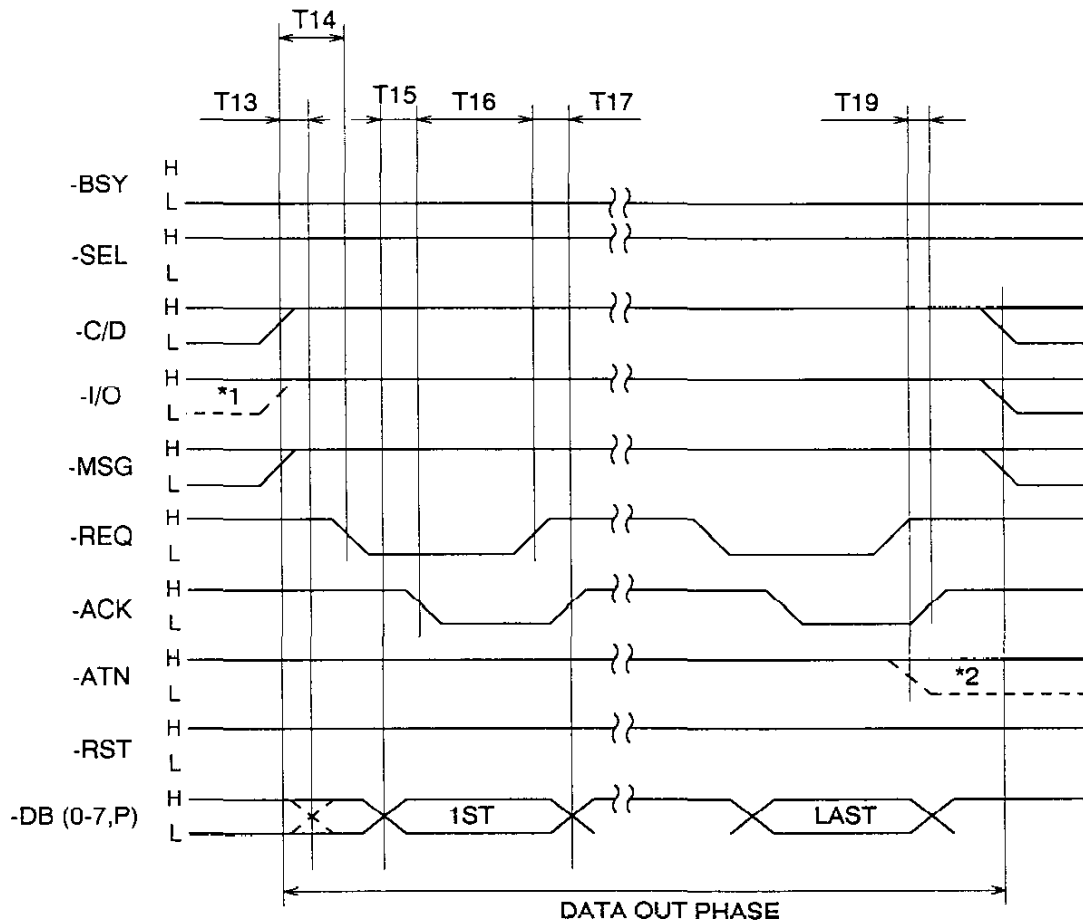 T14
T13 T15 T16 T17 T19
-BSY H L
-SEL H L
-C/D H L
-I/O H L *1
-MSG H L
-REQ H L
-ACK H L
-ATN H L *2
-RST H L
-DB (0-7,P) H L 1ST LAST
DATA OUT PHASE